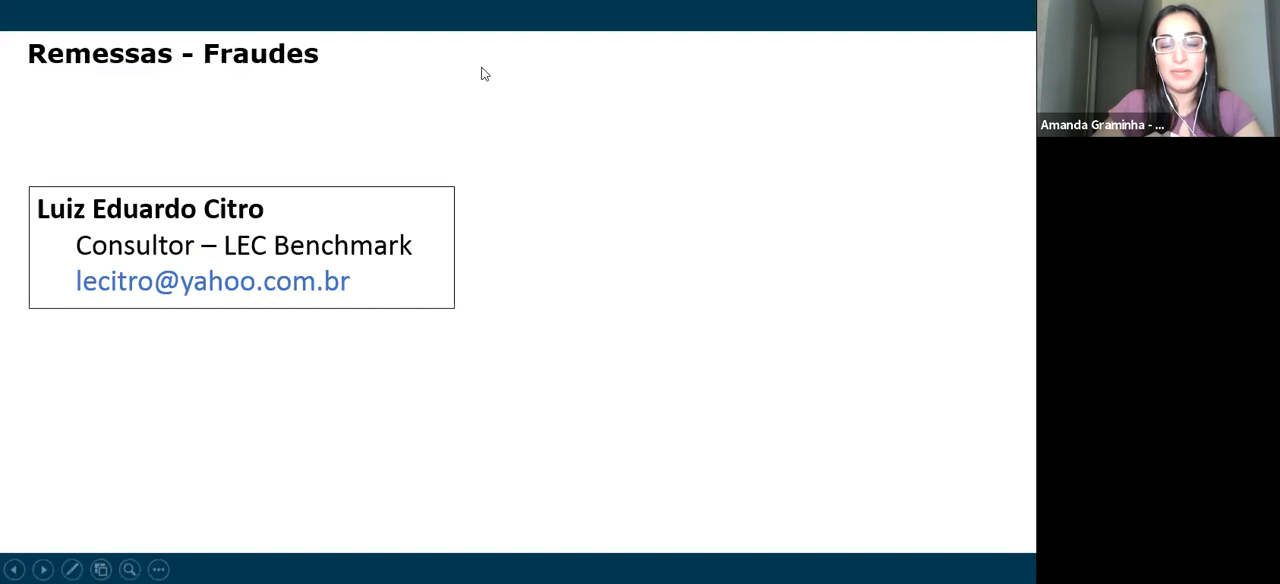 Remessas - Fraudes
Luiz Eduardo Citro
Consultor – LEC Benchmark
lecitro@yahoo.com.br
Amanda Graminha - ...